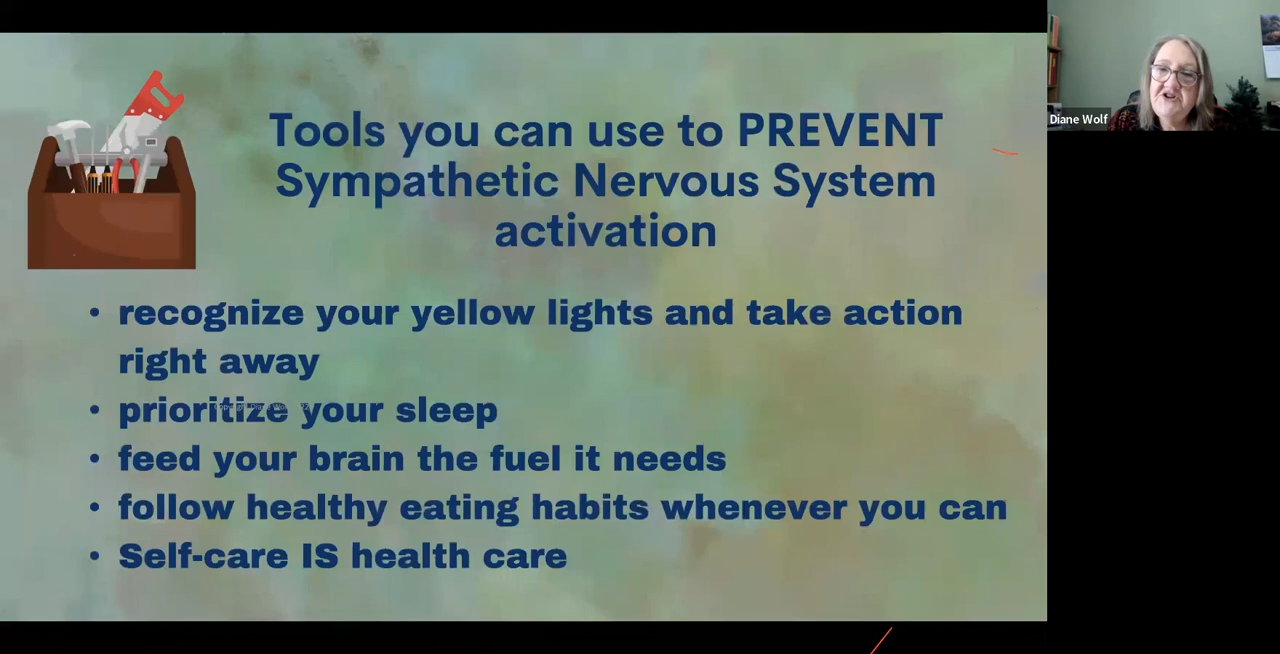 Tools you can use to PREVENT
Sympathetic Nervous System
activation
• recognize your yellow lights and take action
right away
• prioritize your sleep
• feed your brain the fuel it needs
• follow healthy eating habits whenever you can
• Self-care IS health care
Diane Wolf